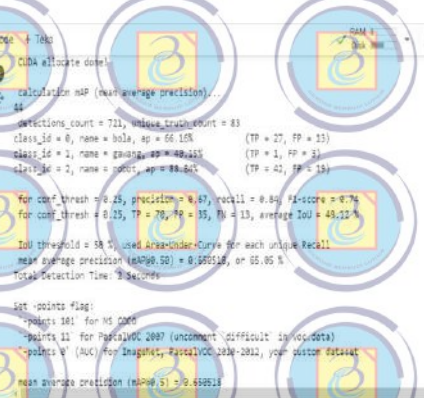 + Teks
RAM
Disk
CUDA allocate done!
calculation mAP (mean average precision)...
44
detections_count = 721, unique_truth_count = 83
class_id = 0, name = bola, ap = 66.16% (TP = 27, FP = 13)
class_id = 1, name = gawang, ap = (TP = 1, FP = 3)
class_id = 2, name = robot, ap = (TP = 42, FP = 19)
for conf_thresh = 0.25, precision = 0.67, recall = 0.84, F1-score = 0.74
for conf_thresh = 0.25, TP = 70, FP = 35, FN = 13, average IoU = 49.12 %
IoU threshold = 50 %, used Area-Under-Curve for each unique Recall
mean average precision (mAP@0.50) = 0.650518, or 65.05 %
Total Detection Time: 2 Seconds
Set -points flag:
`-points 101` for MS COCO
`-points 11` for PascalVOC 2007 (uncomment `difficult` in voc.data)
`-points 0` (AUC) for ImageNet, PascalVOC 2010-2012, your custom dataset
mean average precision (mAP@0.5) = 0.650518